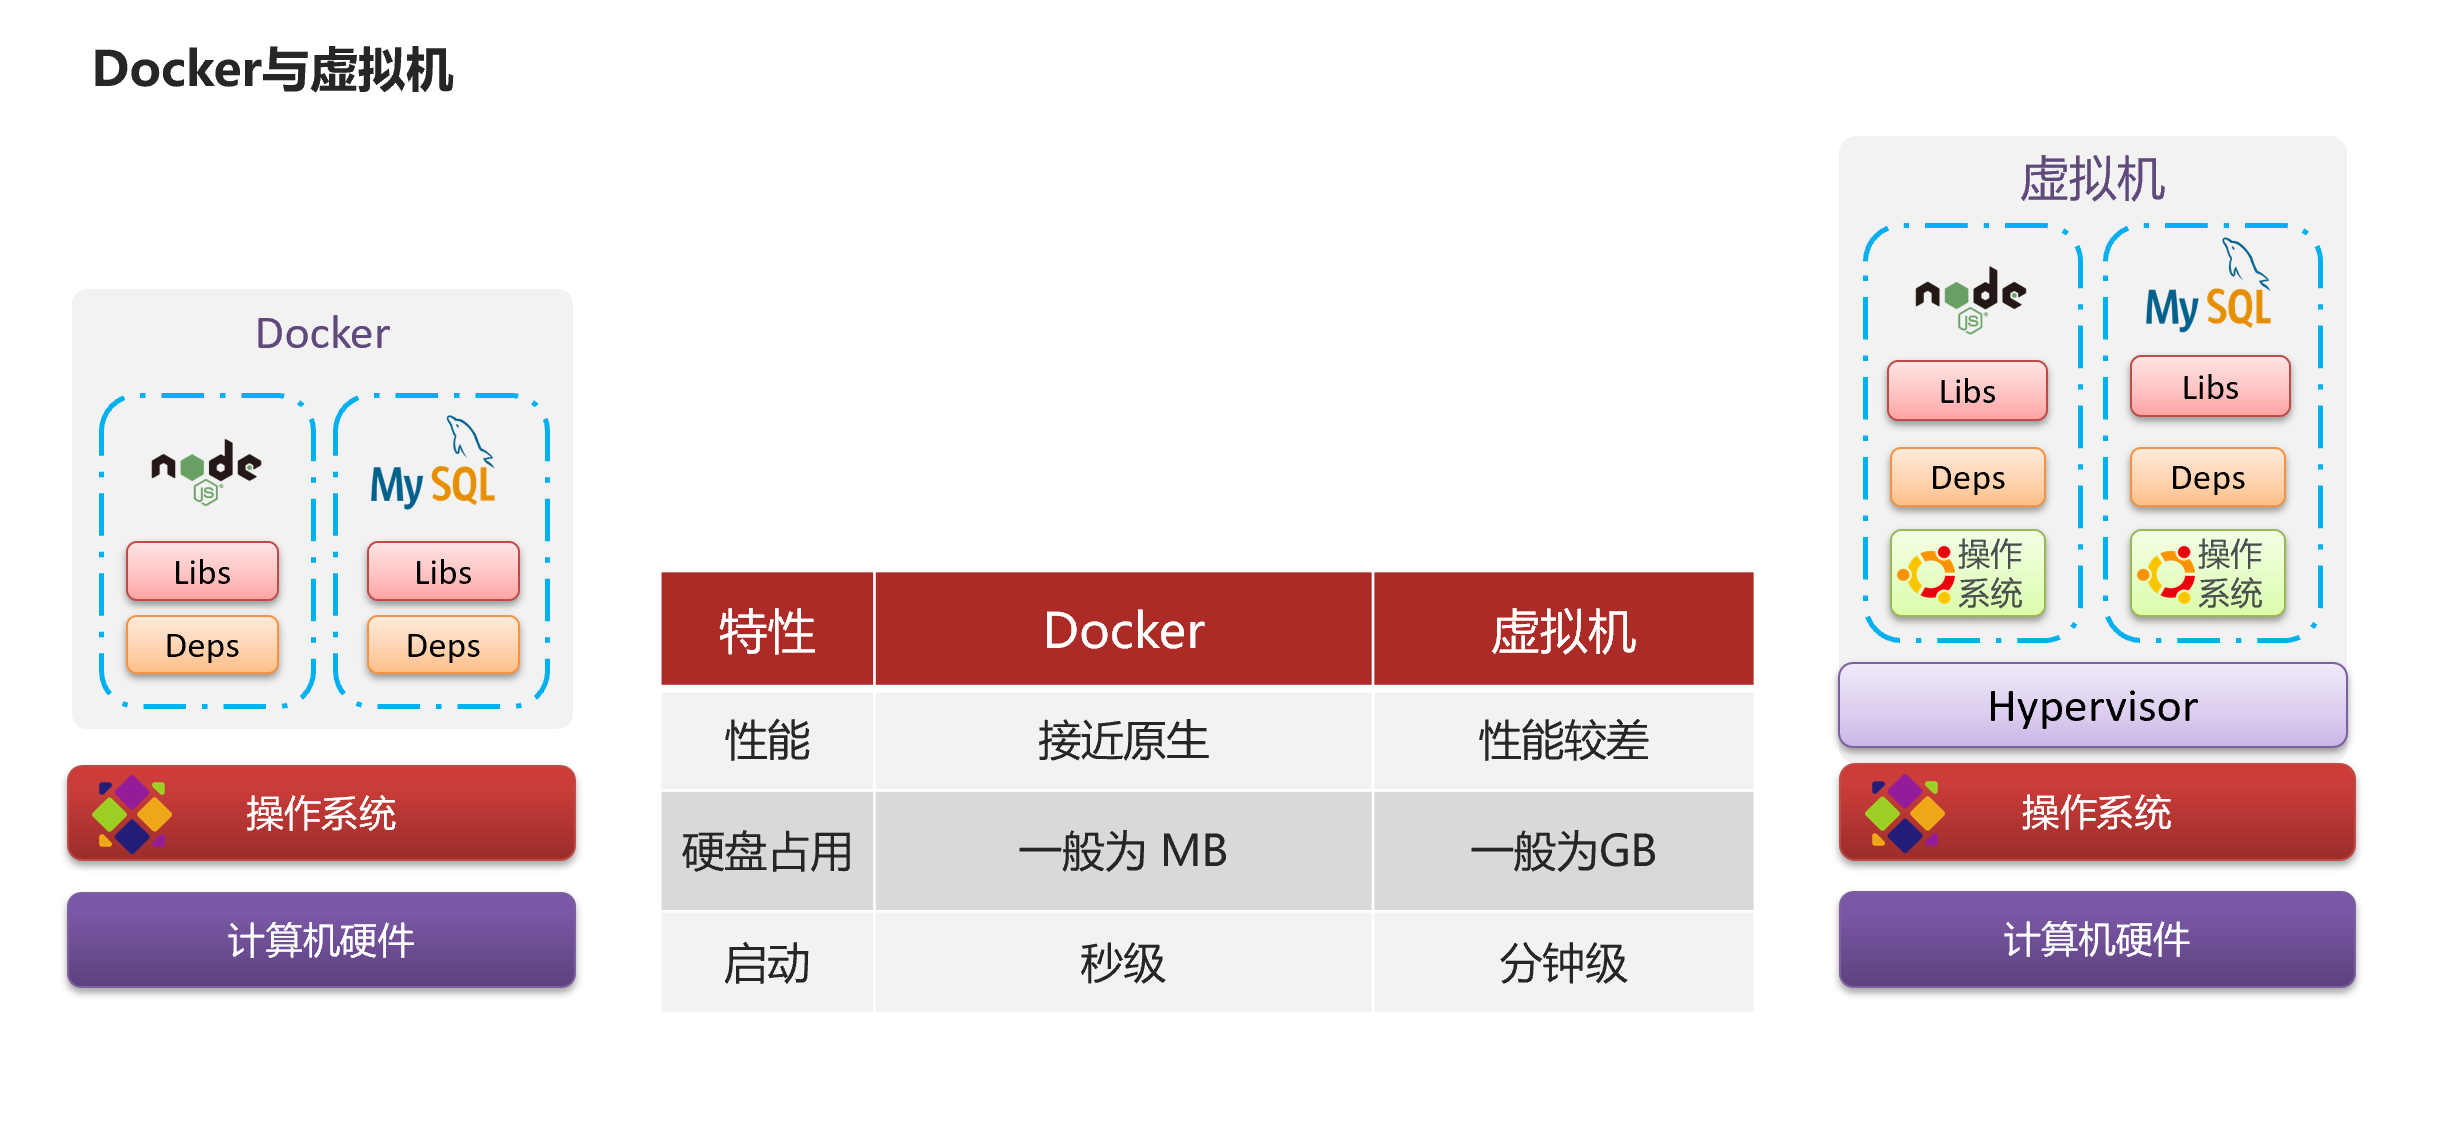 Docker与虚拟机
Docker
node
JS
MySQL
Libs
Libs
Deps
Deps
操作系统
计算机硬件
特性 Docker 虚拟机
性能 接近原生 性能较差
硬盘占用 一般为 MB 一般为GB
启动 秒级 分钟级
虚拟机
node
JS
MySQL
Libs
Libs
Deps
Deps
操作
系统
操作
系统
Hypervisor
操作系统
计算机硬件